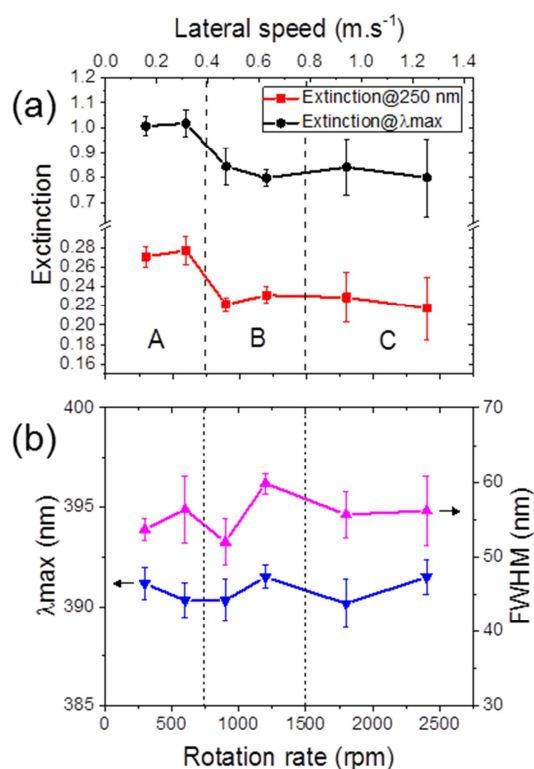 Lateral speed (m.s⁻¹)
0.0 0.2 0.4 0.6 0.8 1.0 1.2 1.4
(a)
Extinction@250 nm
Extinction@λmax
Exctinction
1.2
1.1
1.0
0.9
0.8
0.7
0.28
0.26
0.24
0.22
0.20
0.18
0.16
A B C
(b)
λmax (nm)
400
395
390
385
70
60
50
40
30
FWHM (nm)
0 500 1000 1500 2000 2500
Rotation rate (rpm)